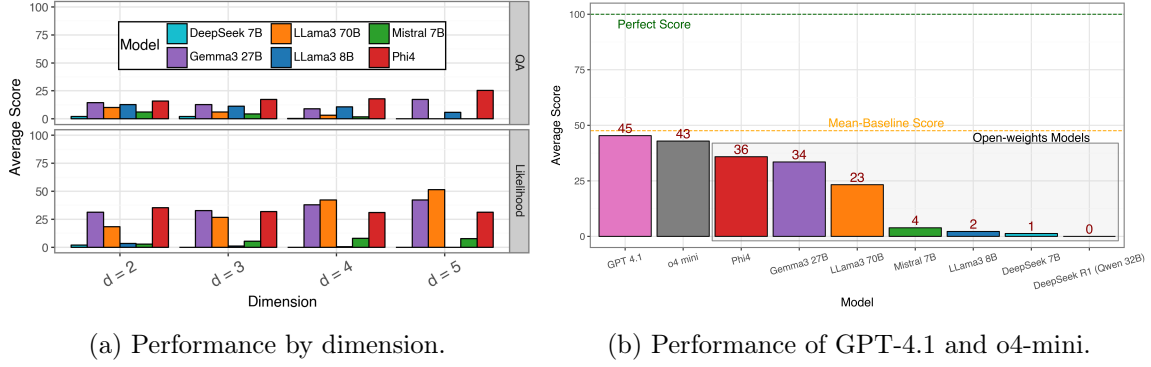 100
75
50
25
0
Model
DeepSeek 7B
LLama3 70B
Mistral 7B
Gemma3 27B
LLama3 8B
Phi4
QA
100
75
50
25
0
Likelihood
Average Score
d = 2
d = 3
d = 4
d = 5
Dimension
(a) Performance by dimension.
100
75
50
25
0
Average Score
Perfect Score
Mean-Baseline Score
Open-weights Models
45
43
36
34
23
4
2
1
0
GPT 4.1
o4 mini
Phi4
Gemma3 27B
LLama3 70B
Mistral 7B
LLama3 8B
DeepSeek 7B
DeepSeek R1 (Qwen 32B)
Model
(b) Performance of GPT-4.1 and o4-mini.